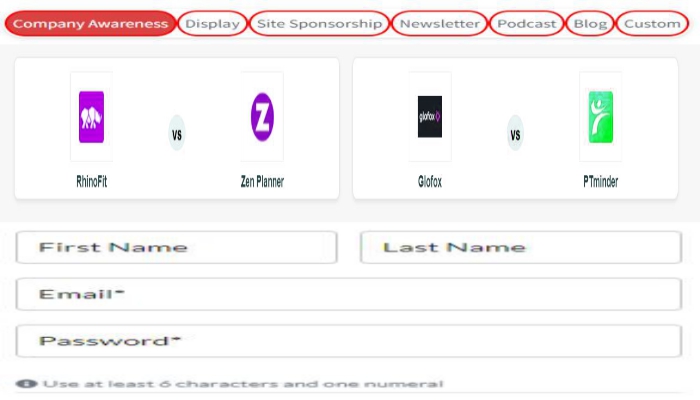 Company Awareness Display Site Sponsorship Newsletter Podcast Blog Custom
glofox
vs vs
RhinoFit Zen Planner Glofox PTminder
First Name Last Name
Email*
Password*
Use at least 6 characters and one numeral